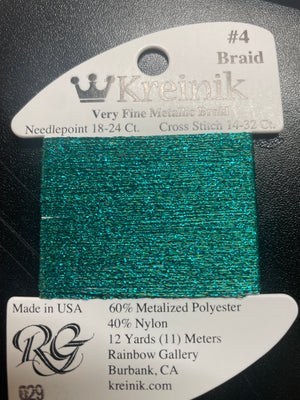 #4
Braid
Kreinik
Very Fine Metallic Braid
Needlepoint 18-24 Ct. Cross Stitch 14-32 Ct.
Made in USA
60% Metalized Polyester
40% Nylon
12 Yards (11) Meters
Rainbow Gallery
Burbank, CA
kreinik.com
RG
029